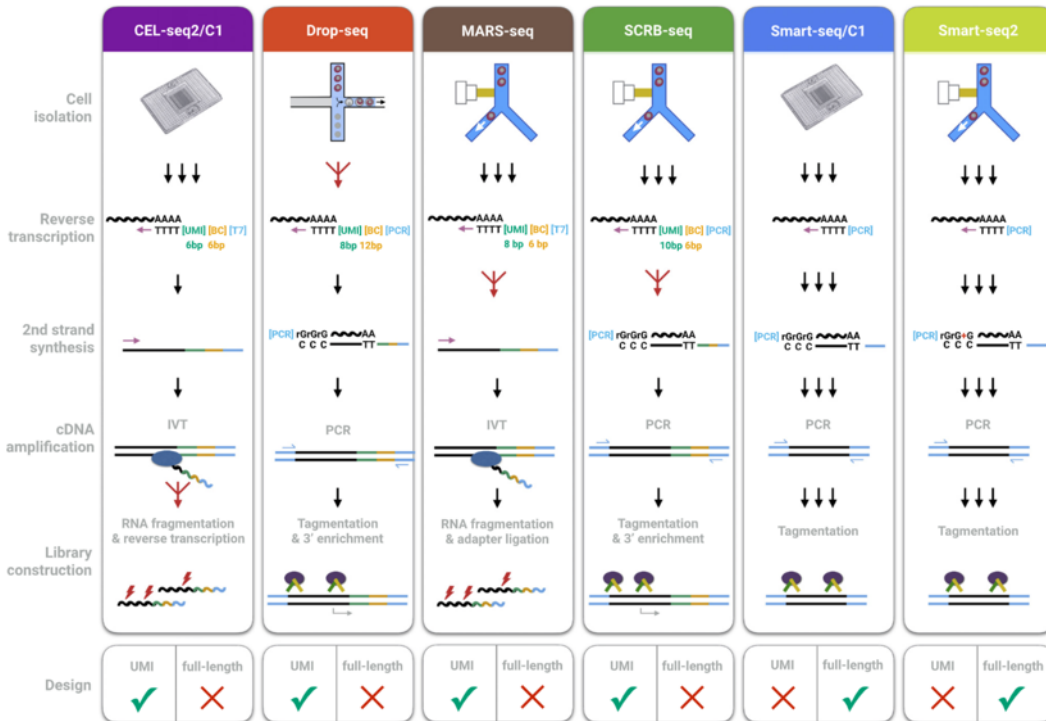 CEL-seq2/C1
Drop-seq
MARS-seq
SCRB-seq
Smart-seq/C1
Smart-seq2
Cell
isolation
Reverse
transcription
AAAA
TTTT [UMI] [BC] [T7]
6bp 6bp
AAAA
TTTT [UMI] [BC] [PCR]
8bp 12bp
AAAA
TTTT [UMI] [BC] [T7]
8 bp 6 bp
AAAA
TTTT [UMI] [BC] [PCR]
10bp 6bp
AAAA
TTTT [PCR]
AAAA
TTTT [PCR]
2nd strand
synthesis
[PCR] rGrGrG AA
C C C TT
[PCR] rGrGrG AA
C C C TT
[PCR] rGrGrG AA
C C C TT
[PCR] rGrG+G AA
C C C TT
cDNA
amplification
IVT
PCR
IVT
PCR
PCR
PCR
Library
construction
RNA fragmentation
& reverse transcription
Tagmentation
& 3' enrichment
RNA fragmentation
& adapter ligation
Tagmentation
& 3' enrichment
Tagmentation
Tagmentation
Design
UMI full-length
UMI full-length
UMI full-length
UMI full-length
UMI full-length
UMI full-length